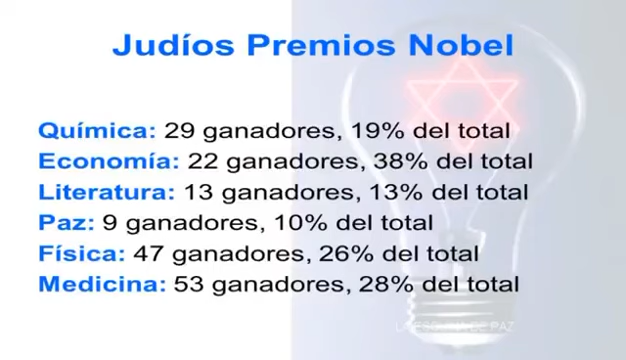 Judíos Premios Nobel
Química: 29 ganadores, 19% del total
Economía: 22 ganadores, 38% del total
Literatura: 13 ganadores, 13% del total
Paz: 9 ganadores, 10% del total
Física: 47 ganadores, 26% del total
Medicina: 53 ganadores, 28% del total
DE PAZ